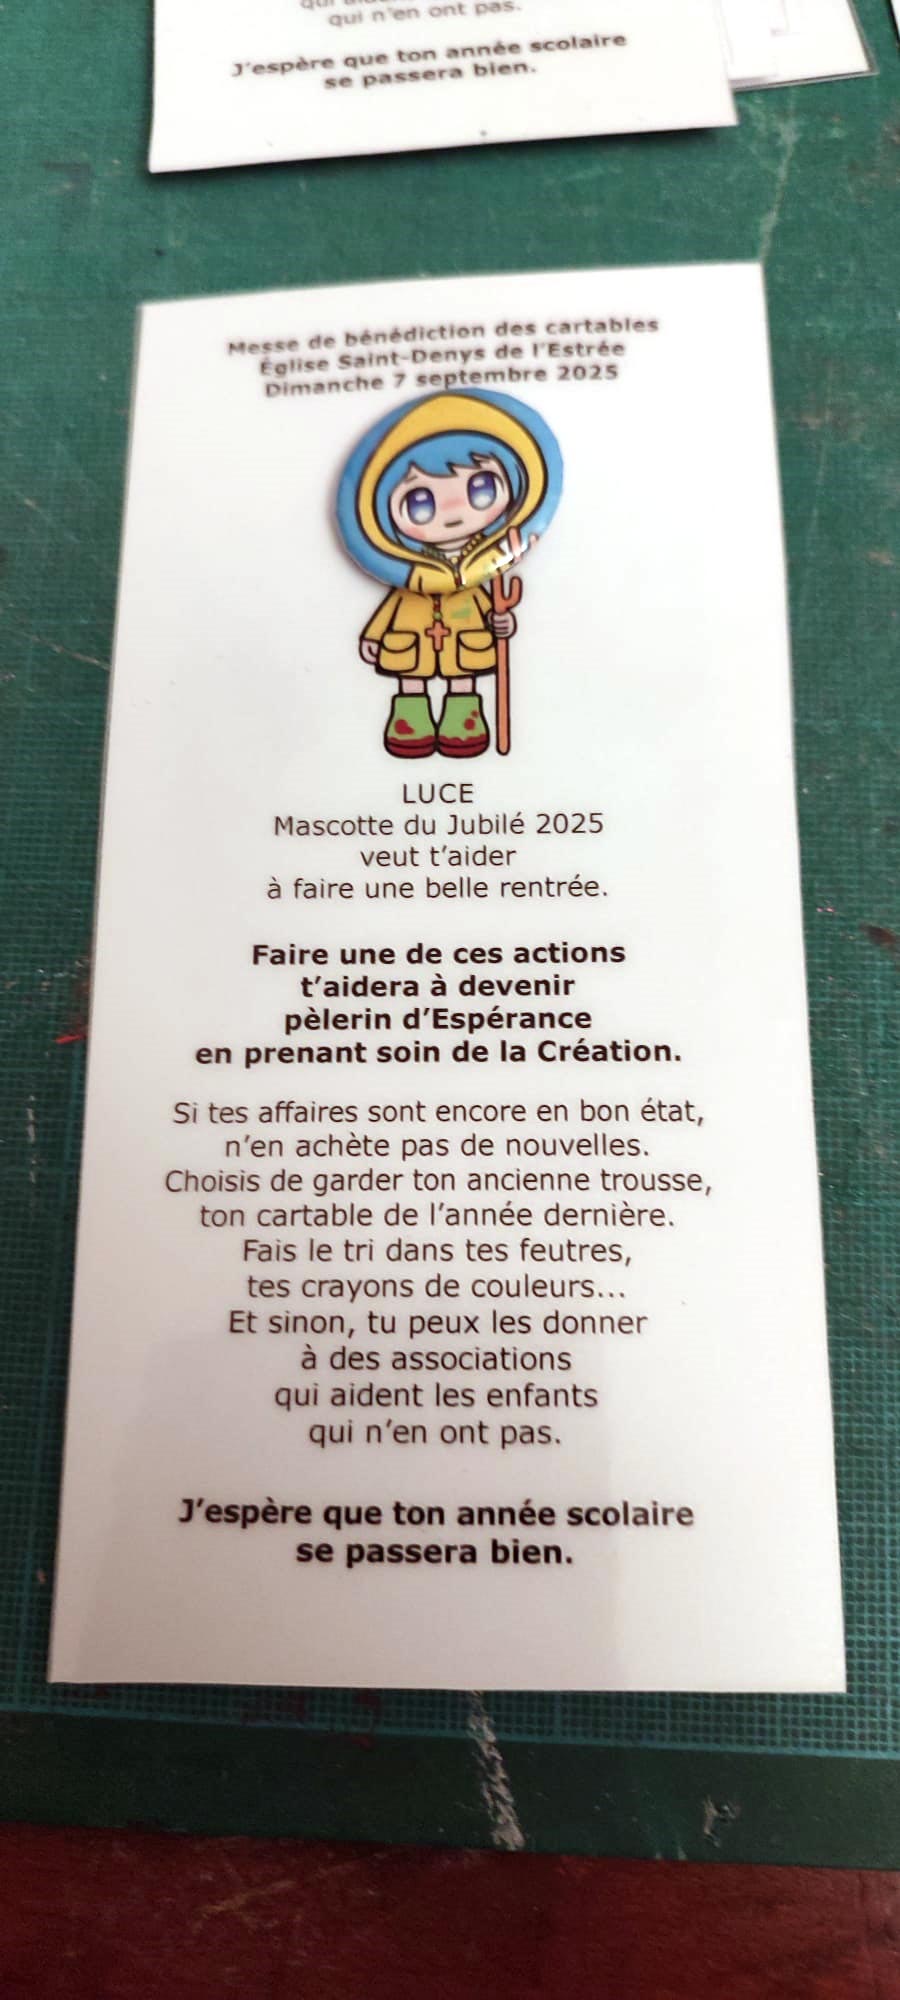 qui n'en ont pas.
J'espère que ton année scolaire
se passera bien.
Messe de bénédiction des cartables
Église Saint-Denys de l'Estrée
Dimanche 7 septembre 2025
LUCE
Mascotte du Jubilé 2025
veut t'aider
à faire une belle rentrée.
Faire une de ces actions
t'aidera à devenir
pèlerin d'Espérance
en prenant soin de la Création.
Si tes affaires sont encore en bon état,
n'en achète pas de nouvelles.
Choisis de garder ton ancienne trousse,
ton cartable de l'année dernière.
Fais le tri dans tes feutres,
tes crayons de couleurs...
Et sinon, tu peux les donner
à des associations
qui aident les enfants
qui n'en ont pas.
J'espère que ton année scolaire
se passera bien.